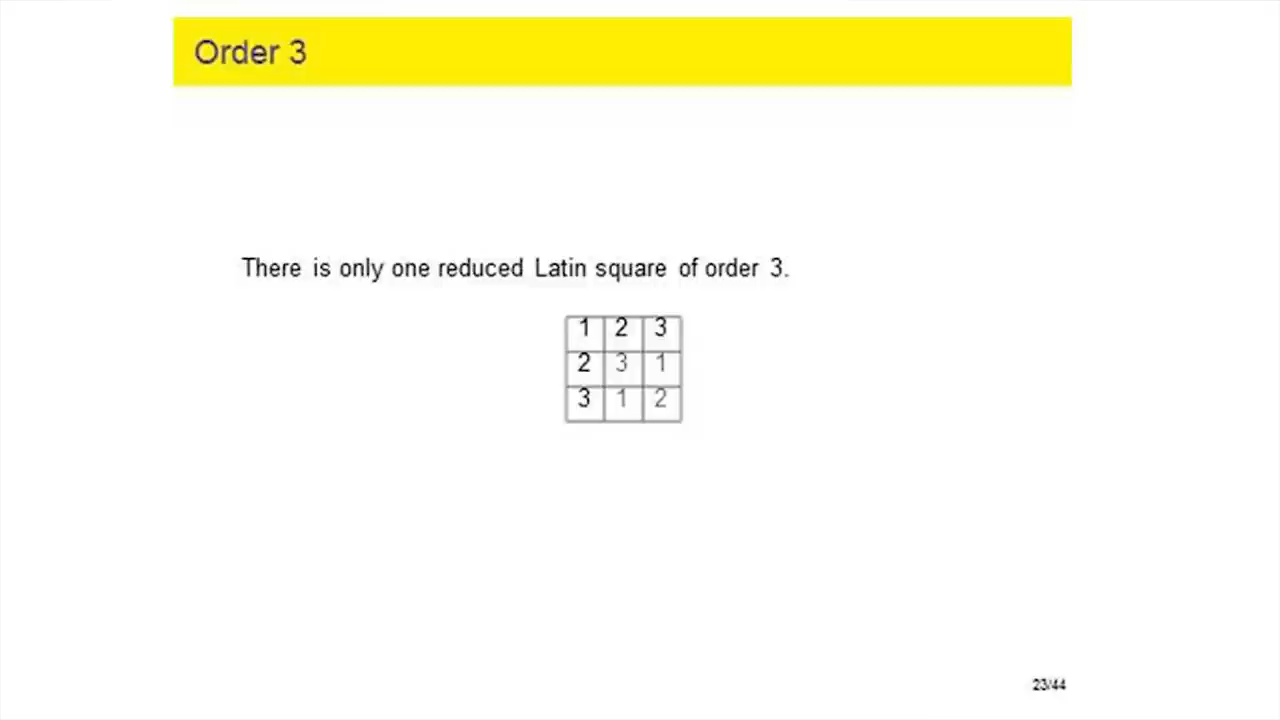 Order 3
There is only one reduced Latin square of order 3.
1 2 3
2 3 1
3 1 2
23/44